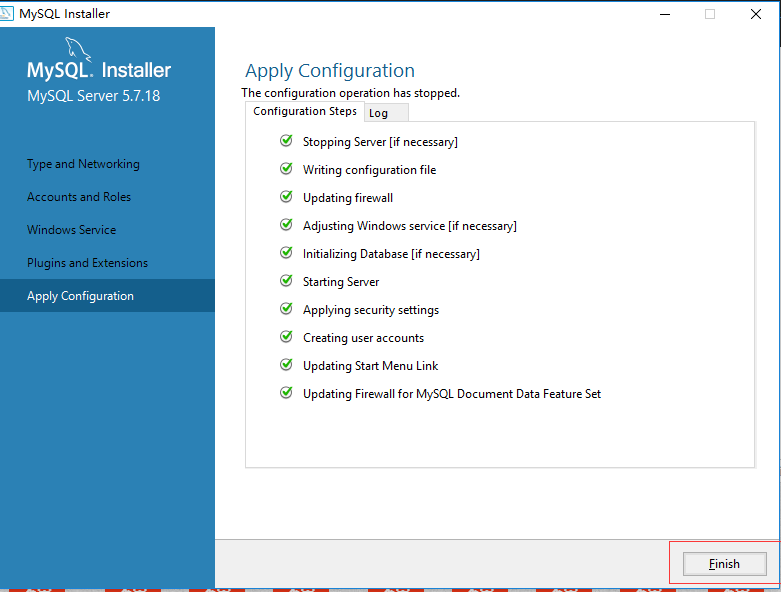 MySQL Installer
MySQL. Installer
MySQL Server 5.7.18
Type and Networking
Accounts and Roles
Windows Service
Plugins and Extensions
Apply Configuration
Apply Configuration
The configuration operation has stopped.
Configuration Steps
Log
Stopping Server [if necessary]
Writing configuration file
Updating firewall
Adjusting Windows service [if necessary]
Initializing Database [if necessary]
Starting Server
Applying security settings
Creating user accounts
Updating Start Menu Link
Updating Firewall for MySQL Document Data Feature Set
Finish